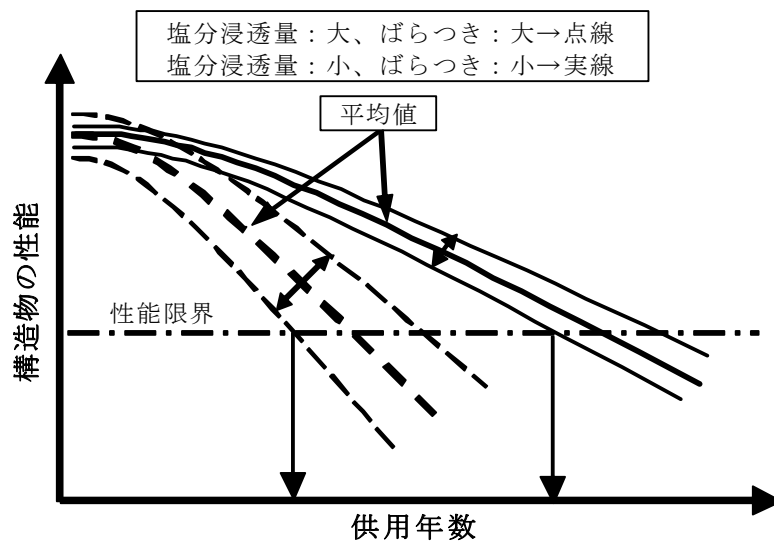 塩分浸透量：大、ばらつき：大→点線
塩分浸透量：小、ばらつき：小→実線
平均値
構造物の性能
性能限界
供用年数